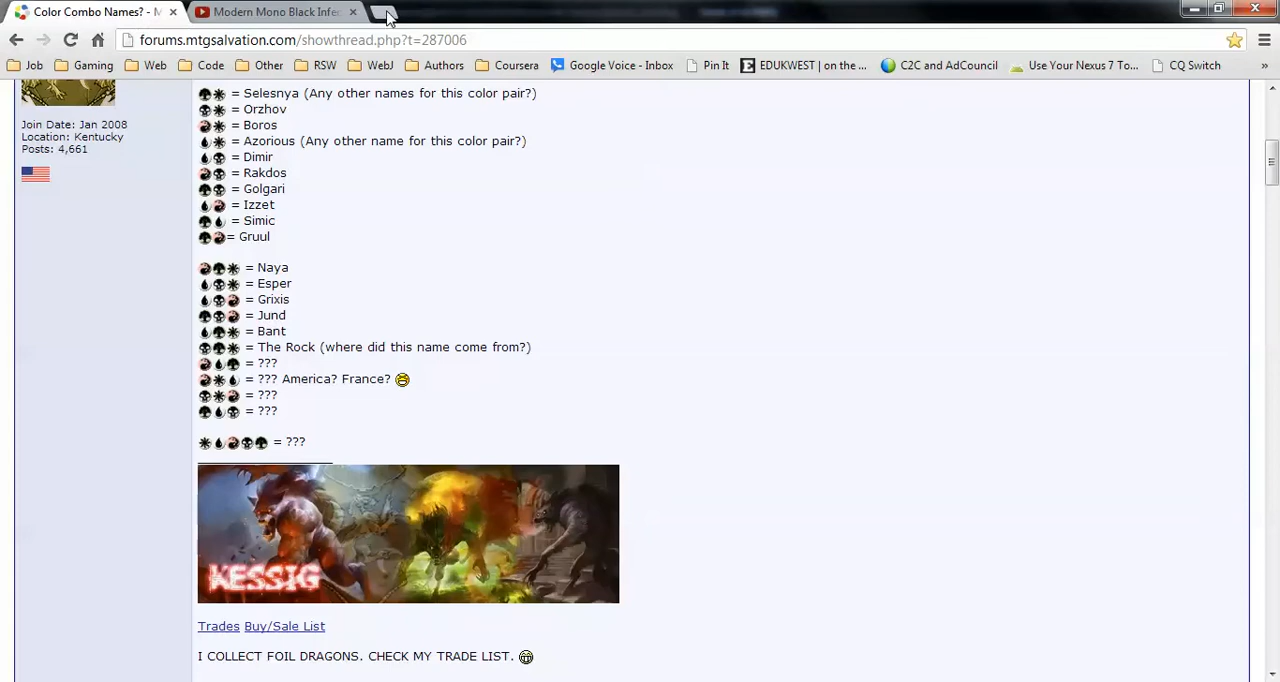 Color Combo Names? - M
Modern Mono Black Infe
forums.mtgsalvation.com/showthread.php?t=287006
Job
Gaming
Web
Code
Other
RSW
WebJ
Authors
Coursera
Google Voice - Inbox
Pin It
EDUKWEST | on the ...
C2C and AdCouncil
Use Your Nexus 7 To...
CQ Switch
»
Join Date: Jan 2008
Location: Kentucky
Posts: 4,661
= Selesnya (Any other names for this color pair?)
= Orzhov
= Boros
= Azorious (Any other name for this color pair?)
= Dimir
= Rakdos
= Golgari
= Izzet
= Simic
= Gruul
= Naya
= Esper
= Grixis
= Jund
= Bant
= The Rock (where did this name come from?)
= ???
= ??? America? France?
= ???
= ???
= ???
KESSIG
Trades Buy/Sale List
I COLLECT FOIL DRAGONS. CHECK MY TRADE LIST.